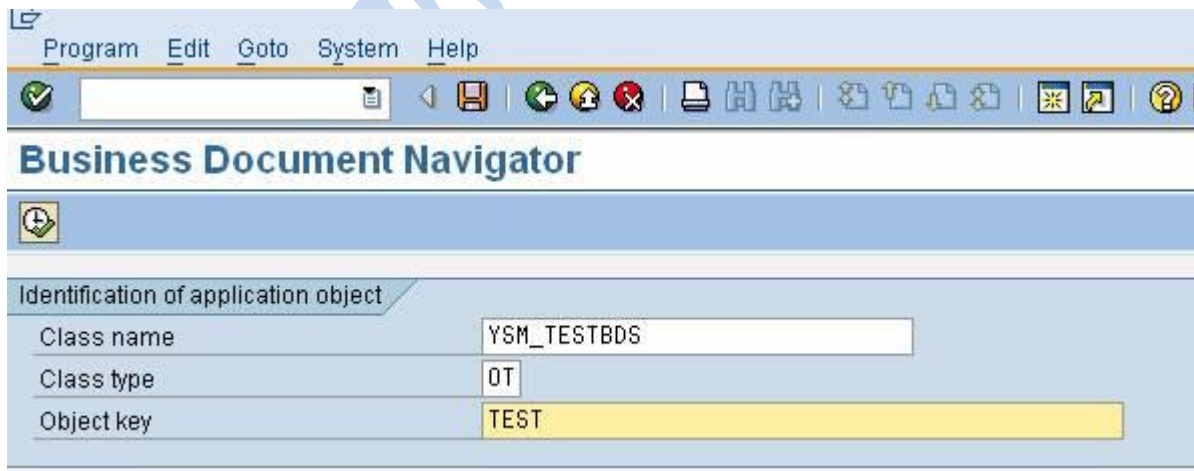 Program Edit Goto System Help
Business Document Navigator
Identification of application object
Class name YSM_TESTBDS
Class type OT
Object key TEST